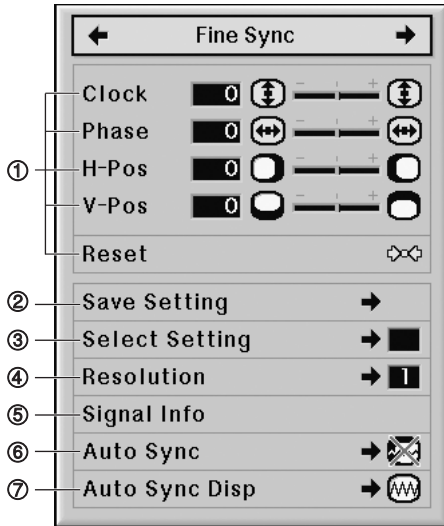 Fine Sync
Clock 0 - +
Phase 0 - +
① H-Pos 0 - +
V-Pos 0 - +
Reset
② Save Setting
③ Select Setting
④ Resolution 1
⑤ Signal Info
⑥ Auto Sync
⑦ Auto Sync Disp